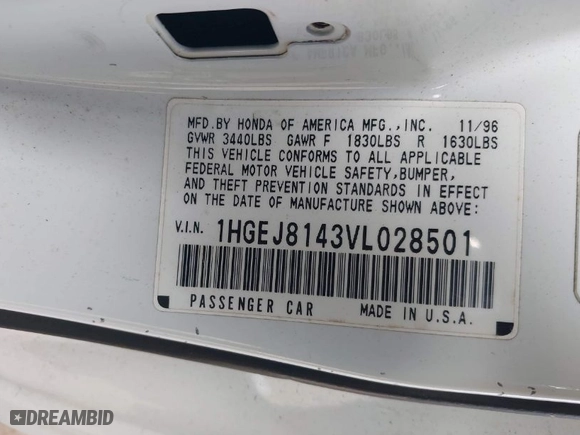 MFD.BY HONDA OF AMERICA MFG.,INC. 11/96
GVWR 3440LBS GAWR F 1830LBS R 1630LBS
THIS VEHICLE CONFORMS TO ALL APPLICABLE
FEDERAL MOTOR VEHICLE SAFETY,BUMPER,
AND THEFT PREVENTION STANDARDS IN EFFECT
ON THE DATE OF MANUFACTURE SHOWN ABOVE:
V.I.N. 1HGEJ8143VL028501
PASSENGER CAR MADE IN U.S.A.
DREAMBID